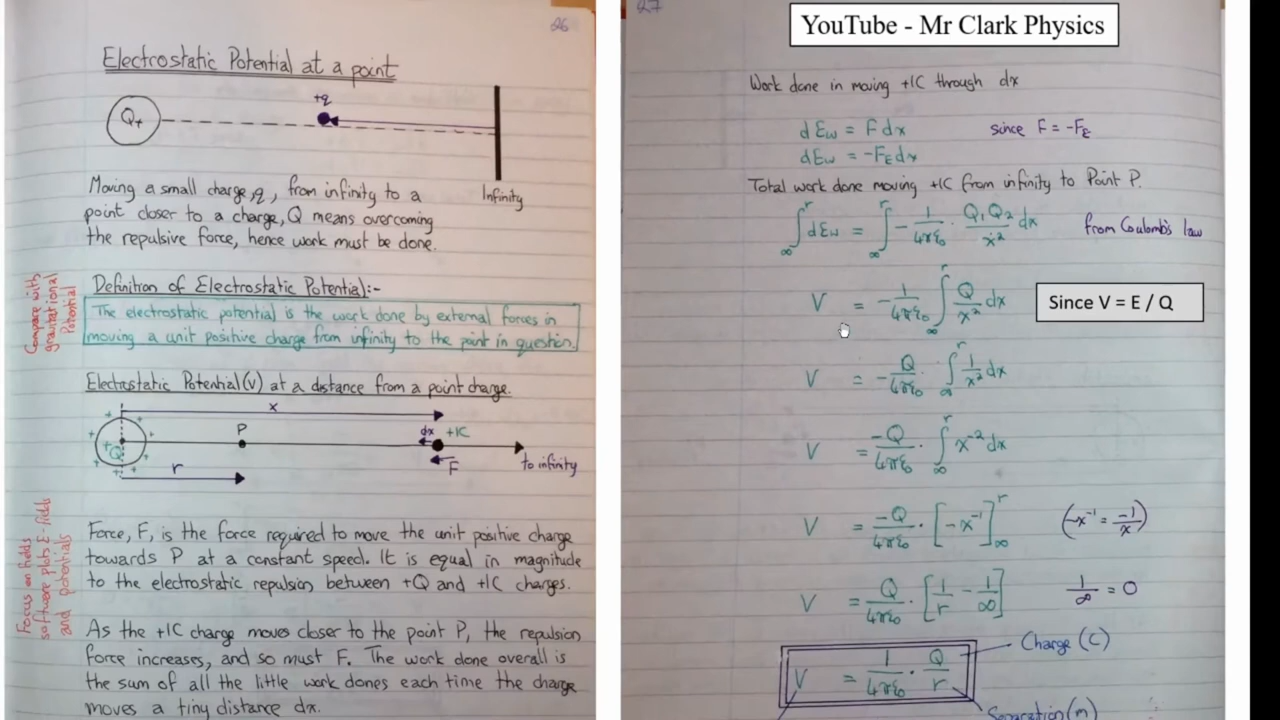 26
Electrostatic Potential at a point
Q+
+q
Infinity
Moving a small charge, q, from infinity to a
point closer to a charge, Q means overcoming
the repulsive force, hence work must be done.
Compare with
gravitational
Potential
Definition of Electrostatic Potential:-
The electrostatic potential is the work done by external forces in
moving a unit positive charge from infinity to the point in question.
Electrostatic Potential (V) at a distance from a point charge.
x
P
dx +1C
+Q
r
F
to infinity
Focus on fields
software plots E-fields
and potentials
Force, F, is the force required to move the unit positive charge
towards P at a constant speed. It is equal in magnitude
to the electrostatic repulsion between +Q and +1C charges.
As the +1C charge moves closer to the point P, the repulsion
force increases, and so must F. The work done overall is
the sum of all the little work dones each time the charge
moves a tiny distance dx.
27
YouTube - Mr Clark Physics
Work done in moving +1C through dx
dEw = Fdx since F = -FE
dEw = -FEdx
Total work done moving +1C from infinity to Point P.
∫∞^r dEw = ∫∞^r -1/4πε0 · Q1Q2/x² dx from Coulomb's law
V = -1/4πε0 ∫∞^r Q/x² dx Since V = E / Q
V = -Q/4πε0 · ∫∞^r 1/x² dx
V = -Q/4πε0 · ∫∞^r x⁻² dx
V = -Q/4πε0 · [-x⁻¹]∞^r (-x⁻¹ = -1/x)
V = Q/4πε0 · [1/r - 1/∞] 1/∞ = 0
V = 1/4πε0 · Q/r Charge (C)
Separation (m)